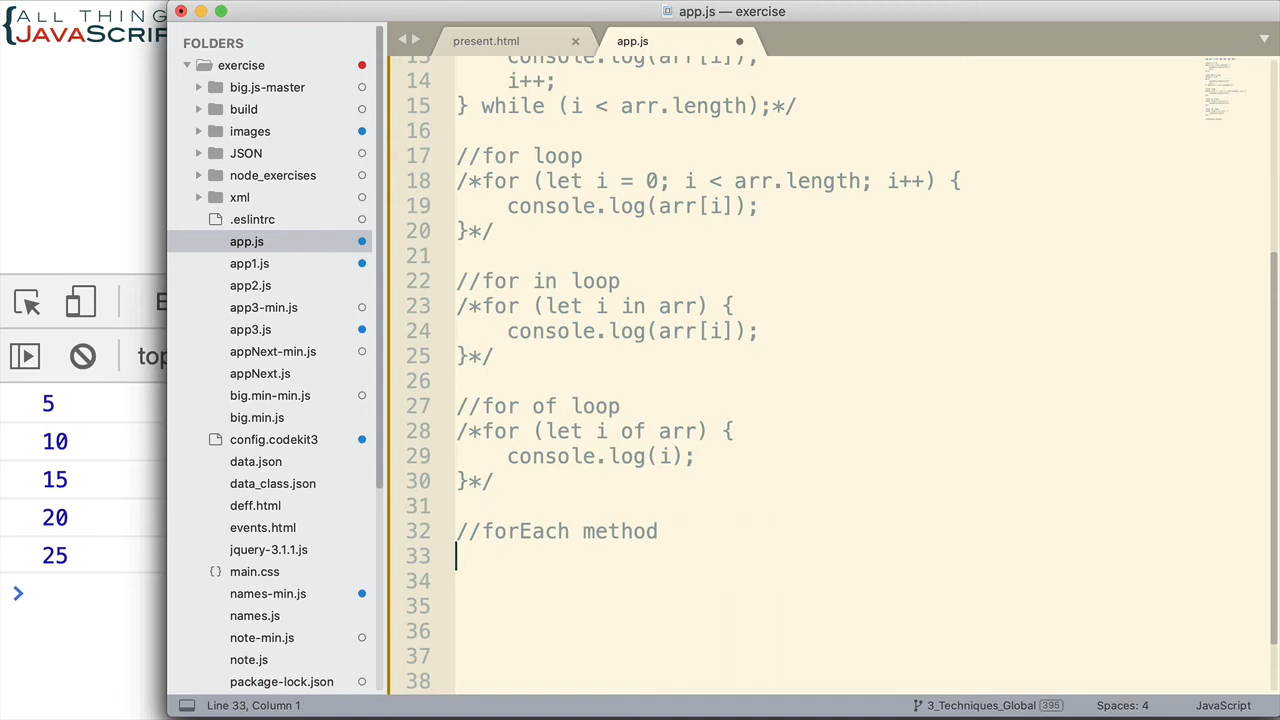 app.js — exercise
{ALL THING
JAVASCRI
FOLDERS
exercise
big.js-master
build
images
JSON
node_exercises
xml
.eslintrc
app.js
app1.js
app2.js
app3-min.js
app3.js
appNext-min.js
appNext.js
big.min-min.js
big.min.js
config.codekit3
data.json
data_class.json
deff.html
events.html
jquery-3.1.1.js
{} main.css
names-min.js
names.js
note-min.js
note.js
package-lock.json
E
top
5
10
15
20
25
>
present.html ×
app.js
13 console.log(arr[i]);
14 i++;
15 } while (i < arr.length);*/
16
17 //for loop
18 /*for (let i = 0; i < arr.length; i++) {
19 console.log(arr[i]);
20 }*/
21
22 //for in loop
23 /*for (let i in arr) {
24 console.log(arr[i]);
25 }*/
26
27 //for of loop
28 /*for (let i of arr) {
29 console.log(i);
30 }*/
31
32 //forEach method
33
34
35
36
37
38
Line 33, Column 1
3_Techniques_Global 395
Spaces: 4
JavaScript